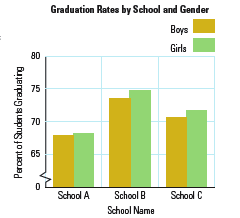 Graduation Rates by School and Gender
Boys
Girls
Percent of Students Graduating
80
75
70
65
0
School A
School B
School C
School Name